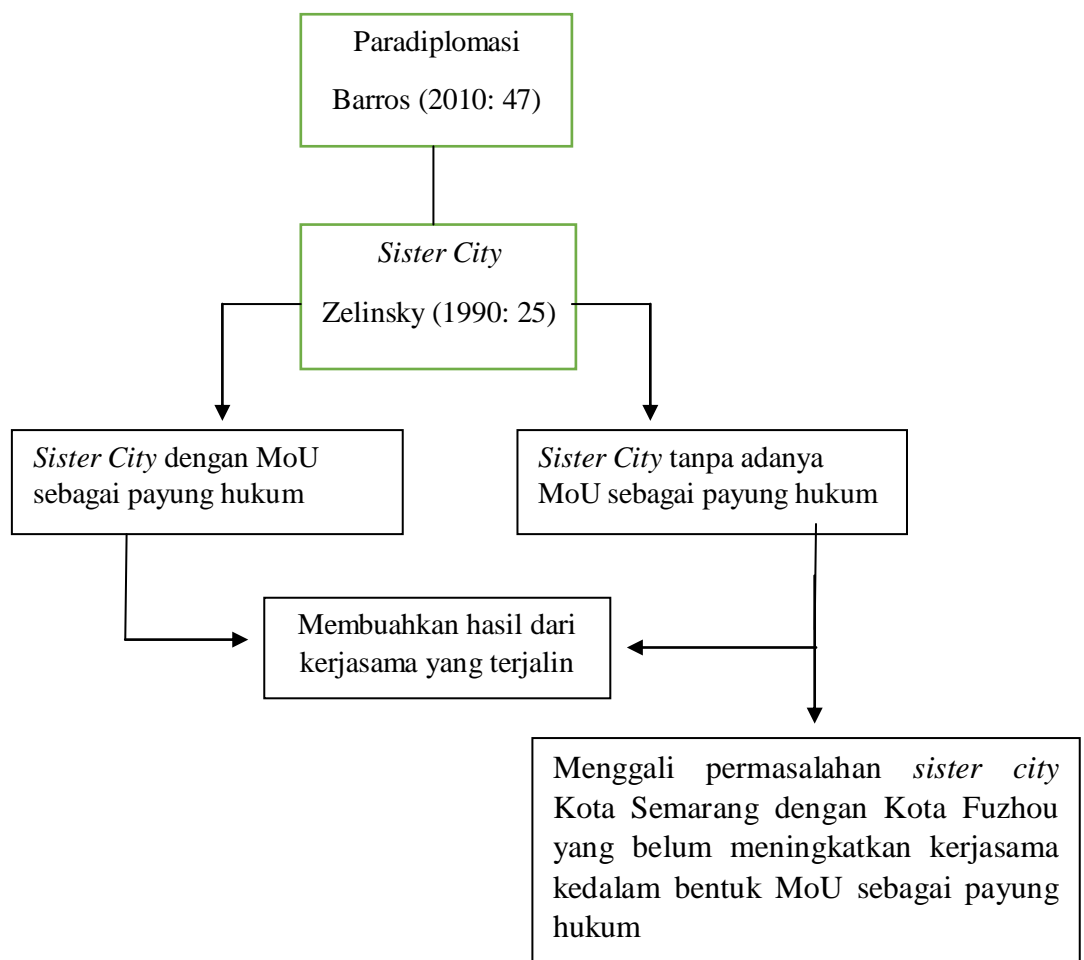 Paradiplomasi
Barros (2010: 47)
Sister City
Zelinsky (1990: 25)
Sister City dengan MoU
sebagai payung hukum
Sister City tanpa adanya
MoU sebagai payung hukum
Membuahkan hasil dari
kerjasama yang terjalin
Menggali permasalahan sister city
Kota Semarang dengan Kota Fuzhou
yang belum meningkatkan kerjasama
kedalam bentuk MoU sebagai payung
hukum